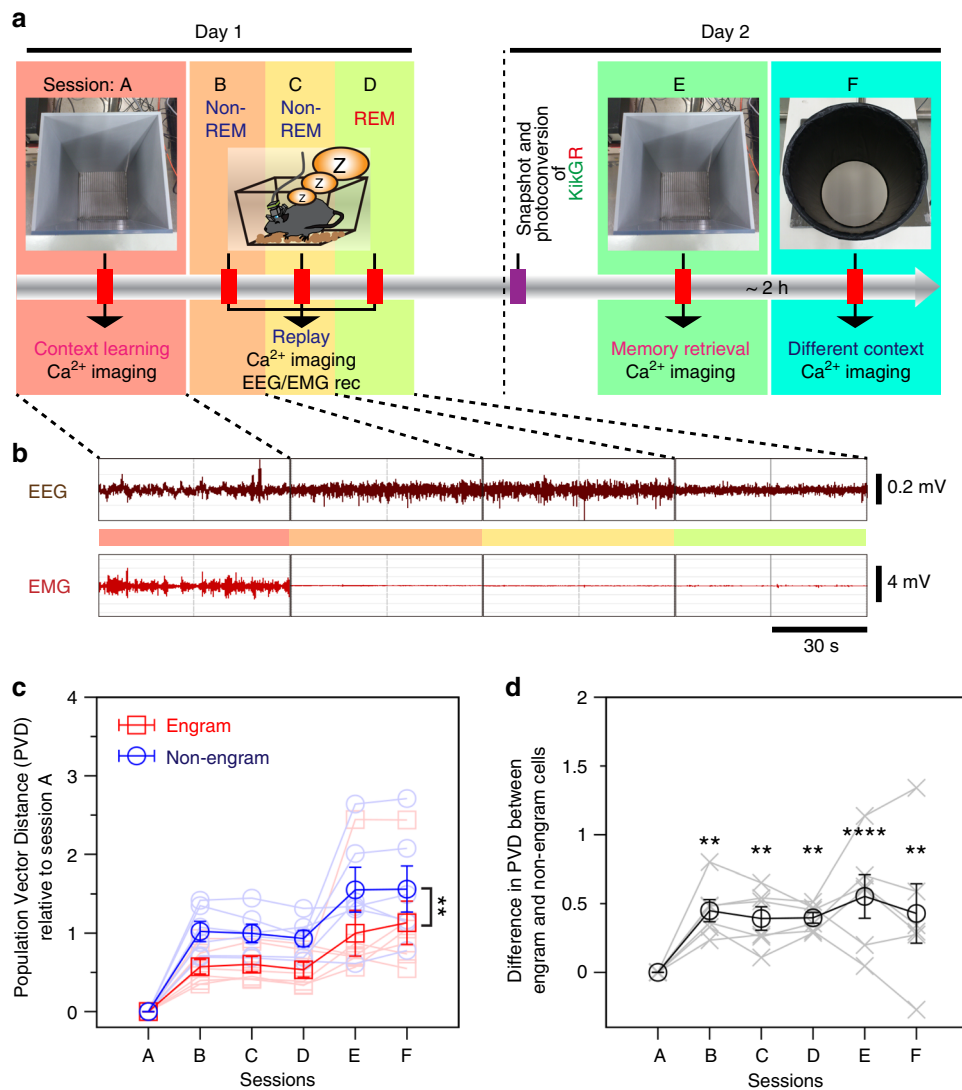 a
Day 1
Day 2
Session: A
B
C
D
E
F
Non-
REM
Non-
REM
REM
Snapshot and
photoconversion
of
KikGR
z
z
Z
~ 2 h
Context learning
Ca2+ imaging
Replay
Ca2+ imaging
EEG/EMG rec
Memory retrieval
Ca2+ imaging
Different context
Ca2+ imaging
b
EEG
0.2 mV
EMG
4 mV
30 s
c
Population Vector Distance (PVD)
relative to session A
4
3
2
1
0
Engram
Non-engram
**
A B C D E F
Sessions
d
Difference in PVD between
engram and non-engram cells
2
1.5
1
0.5
0
** ** ** **** **
A B C D E F
Sessions